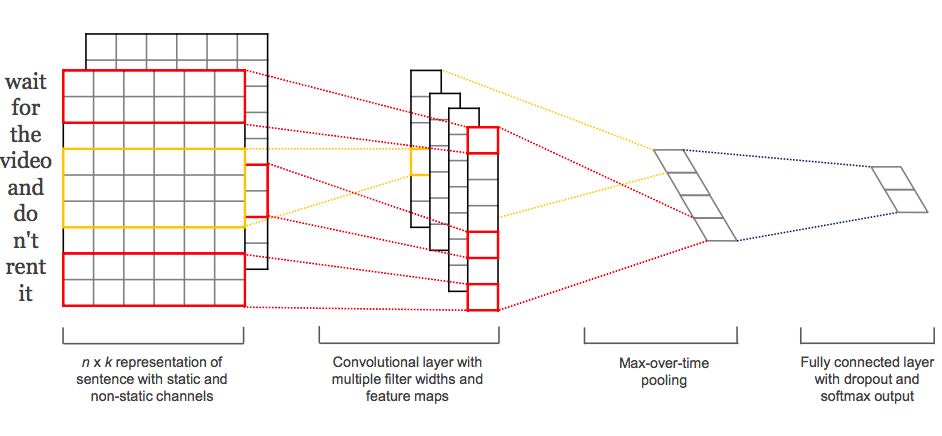 wait
for
the
video
and
do
n't
rent
it
n x k representation of
sentence with static and
non-static channels
Convolutional layer with
multiple filter widths and
feature maps
Max-over-time
pooling
Fully connected layer
with dropout and
softmax output